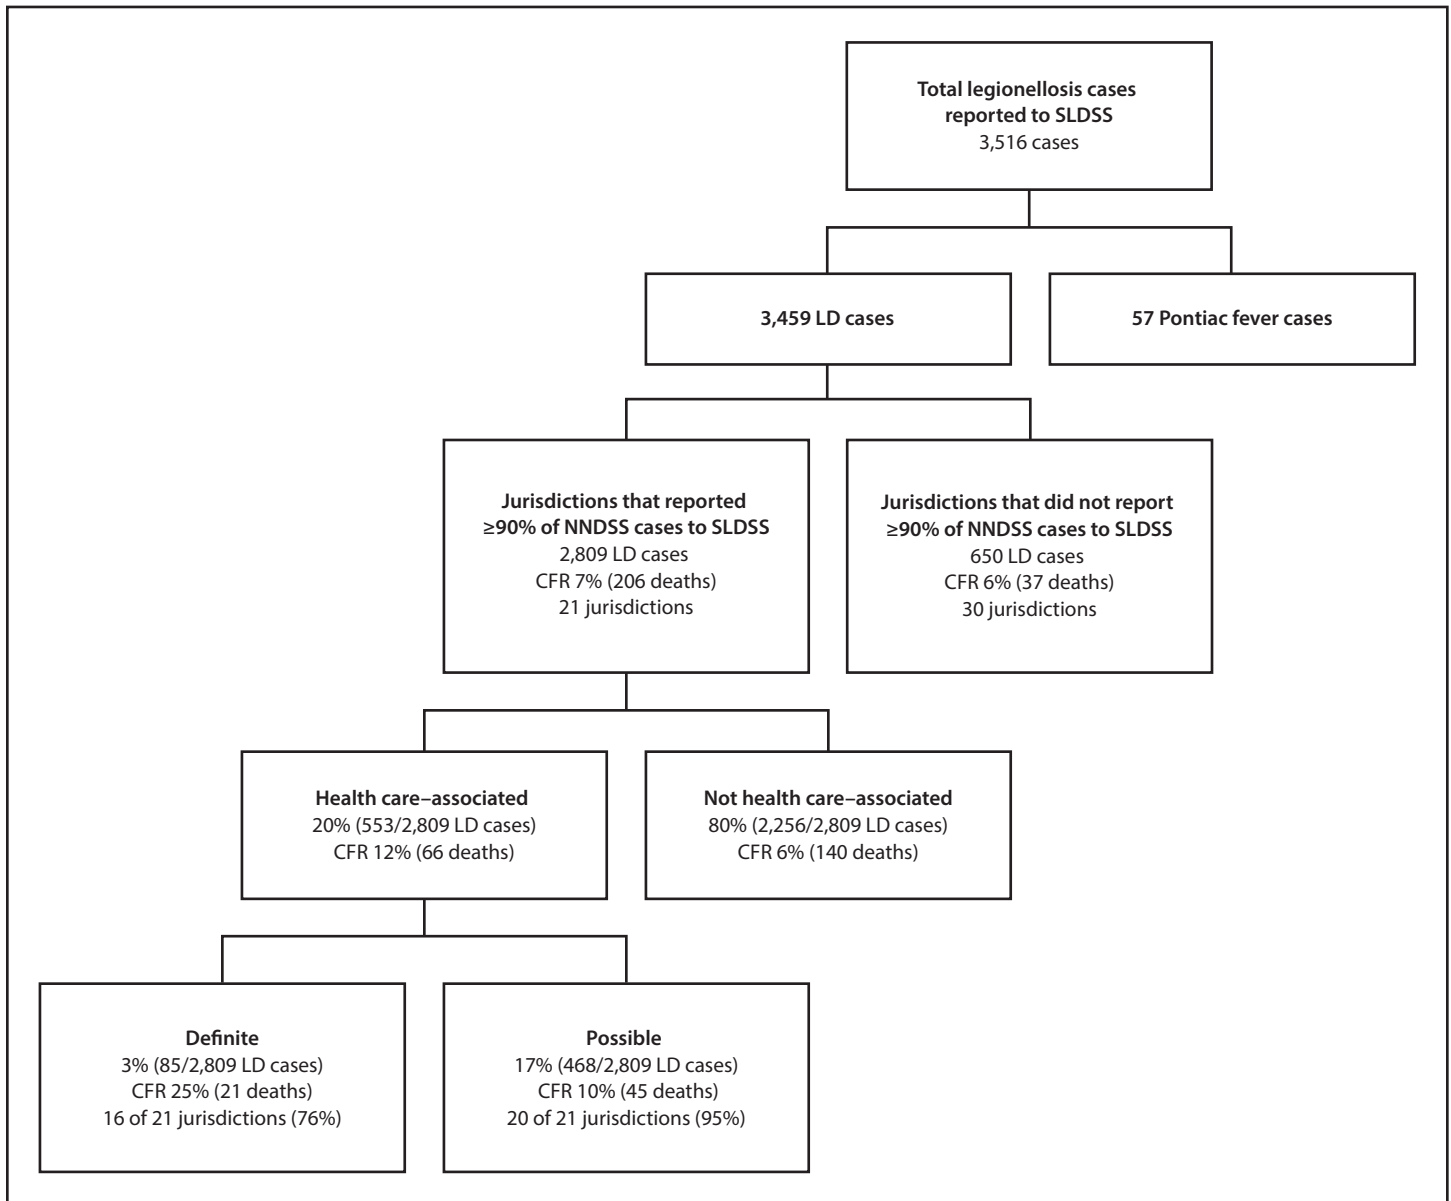 Total legionellosis cases
reported to SLDSS
3,516 cases
3,459 LD cases
57 Pontiac fever cases
Jurisdictions that reported
≥90% of NNDSS cases to SLDSS
2,809 LD cases
CFR 7% (206 deaths)
21 jurisdictions
Jurisdictions that did not report
≥90% of NNDSS cases to SLDSS
650 LD cases
CFR 6% (37 deaths)
30 jurisdictions
Health care–associated
20% (553/2,809 LD cases)
CFR 12% (66 deaths)
Not health care–associated
80% (2,256/2,809 LD cases)
CFR 6% (140 deaths)
Definite
3% (85/2,809 LD cases)
CFR 25% (21 deaths)
16 of 21 jurisdictions (76%)
Possible
17% (468/2,809 LD cases)
CFR 10% (45 deaths)
20 of 21 jurisdictions (95%)